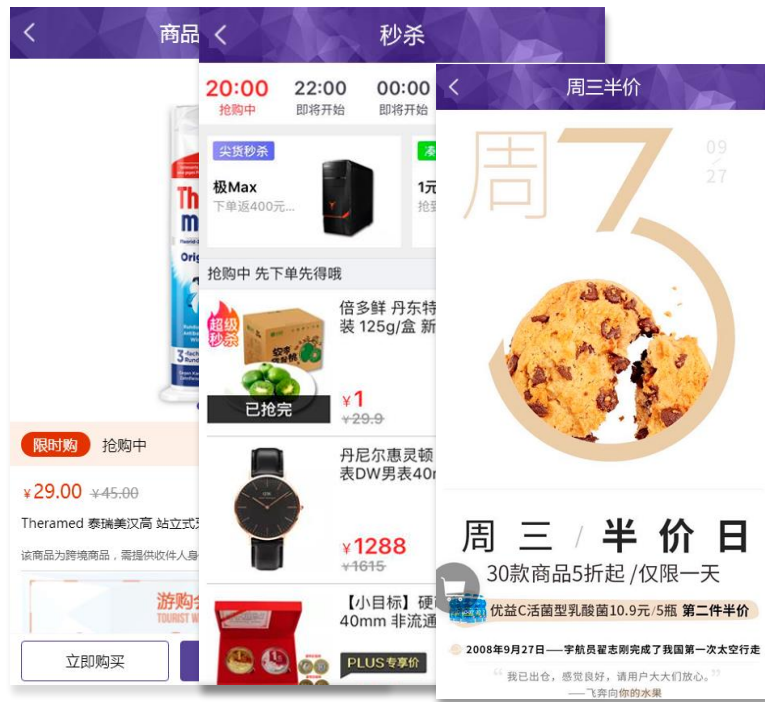 商品
限时购 抢购中
¥29.00 ¥45.00
Theramed 泰瑞美汉高 站立式
该商品为跨境商品，需提供收件人身
游购
TOURIST W
立即购买
秒杀
20:00 22:00 00:00
抢购中 即将开始 即将开始
尖货秒杀
极Max
下单返400元...
1元
抢购中 先下单先得哦
超级
秒杀
已抢完
倍多鲜 丹东特
装 125g/盒 新
¥1
¥29.9
丹尼尔惠灵顿
表DW男表40
¥1288
¥1615
【小目标】硬
40mm 非流通
PLUS专享价
周三半价
周3
09
27
周三/半价日
30款商品5折起/仅限一天
优益C活菌型乳酸菌10.9元/5瓶 第二件半价
2008年9月27日——宇航员翟志刚完成了我国第一次太空行走
“我已出仓，感觉良好，请用户大大们放心。”
——飞奔向你的水果